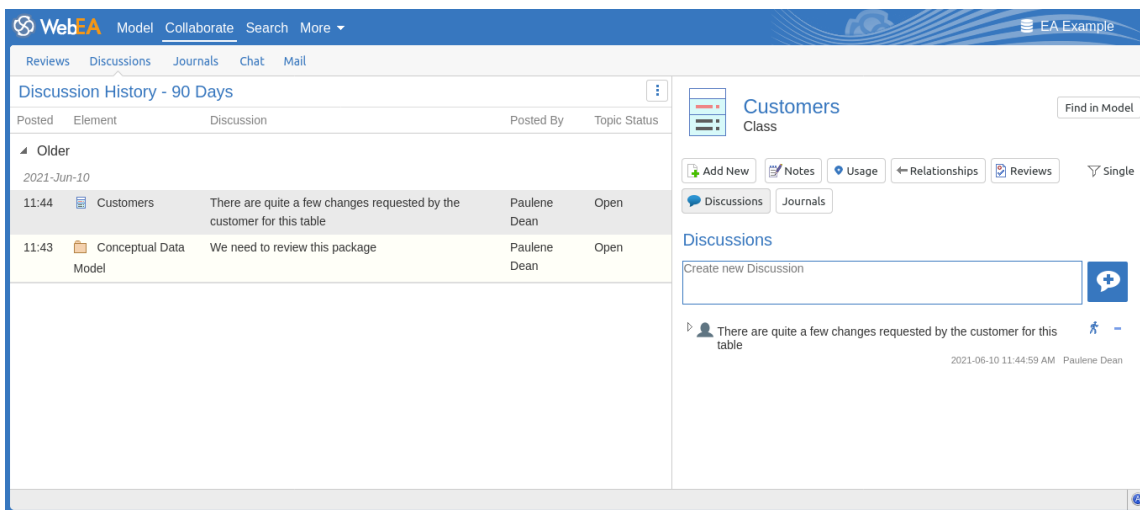 WebEA Model Collaborate Search More EA Example
Reviews Discussions Journals Chat Mail
Discussion History - 90 Days
Posted Element Discussion Posted By Topic Status
Older
2021-Jun-10
11:44 Customers There are quite a few changes requested by the Paulene Open
customer for this table Dean
11:43 Conceptual Data We need to review this package Paulene Open
Model Dean
Customers
Class
Find in Model
Add New Notes Usage Relationships Reviews Single
Discussions Journals
Discussions
Create new Discussion
There are quite a few changes requested by the customer for this
table
2021-06-10 11:44:59 AM Paulene Dean